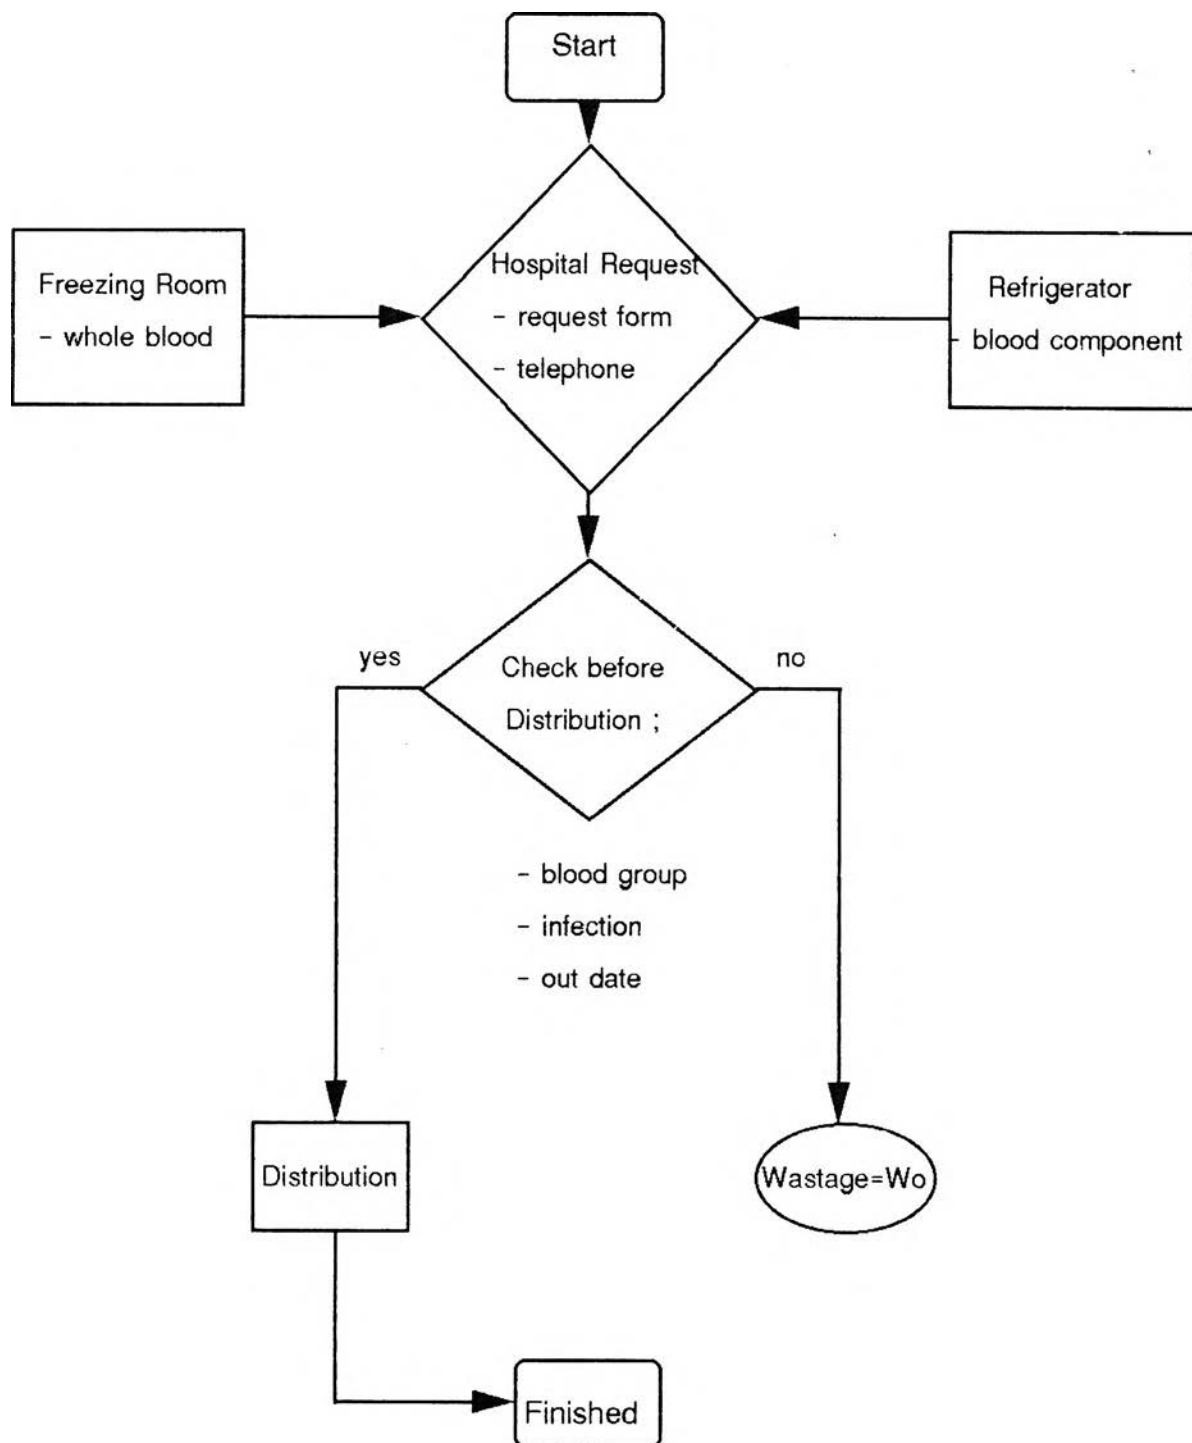 Start
Freezing Room
- whole blood
Hospital Request
- request form
- telephone
Refrigerator
- blood component
yes
Check before
Distribution ;
no
- blood group
- infection
- out date
Distribution
Wastage=Wo
Finished